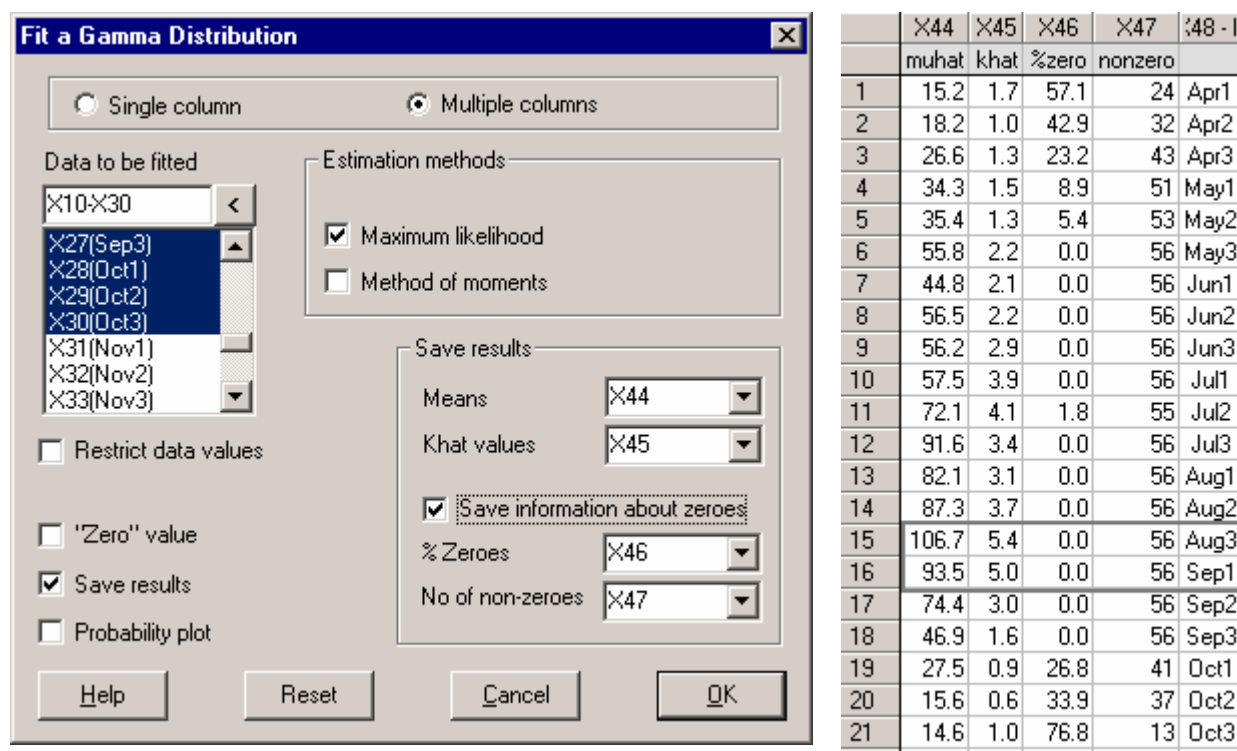 Fit a Gamma Distribution
Single column
Multiple columns
Data to be fitted
X10-X30
<
X27(Sep3)
X28(Oct1)
X29(Oct2)
X30(Oct3)
X31(Nov1)
X32(Nov2)
X33(Nov3)
Restrict data values
"Zero" value
Save results
Probability plot
Estimation methods
Maximum likelihood
Method of moments
Save results
Means X44
Khat values X45
Save information about zeroes
% Zeroes X46
No of non-zeroes X47
Help Reset Cancel OK
X44 X45 X46 X47
muhat khat %zero nonzero
1 15.2 1.7 57.1 24 Apr1
2 18.2 1.0 42.9 32 Apr2
3 26.6 1.3 23.2 43 Apr3
4 34.3 1.5 8.9 51 May1
5 35.4 1.3 5.4 53 May2
6 55.8 2.2 0.0 56 May3
7 44.8 2.1 0.0 56 Jun1
8 56.5 2.2 0.0 56 Jun2
9 56.2 2.9 0.0 56 Jun3
10 57.5 3.9 0.0 56 Jul1
11 72.1 4.1 1.8 55 Jul2
12 91.6 3.4 0.0 56 Jul3
13 82.1 3.1 0.0 56 Aug1
14 87.3 3.7 0.0 56 Aug2
15 106.7 5.4 0.0 56 Aug3
16 93.5 5.0 0.0 56 Sep1
17 74.4 3.0 0.0 56 Sep2
18 46.9 1.6 0.0 56 Sep3
19 27.5 0.9 26.8 41 Oct1
20 15.6 0.6 33.9 37 Oct2
21 14.6 1.0 76.8 13 Oct3